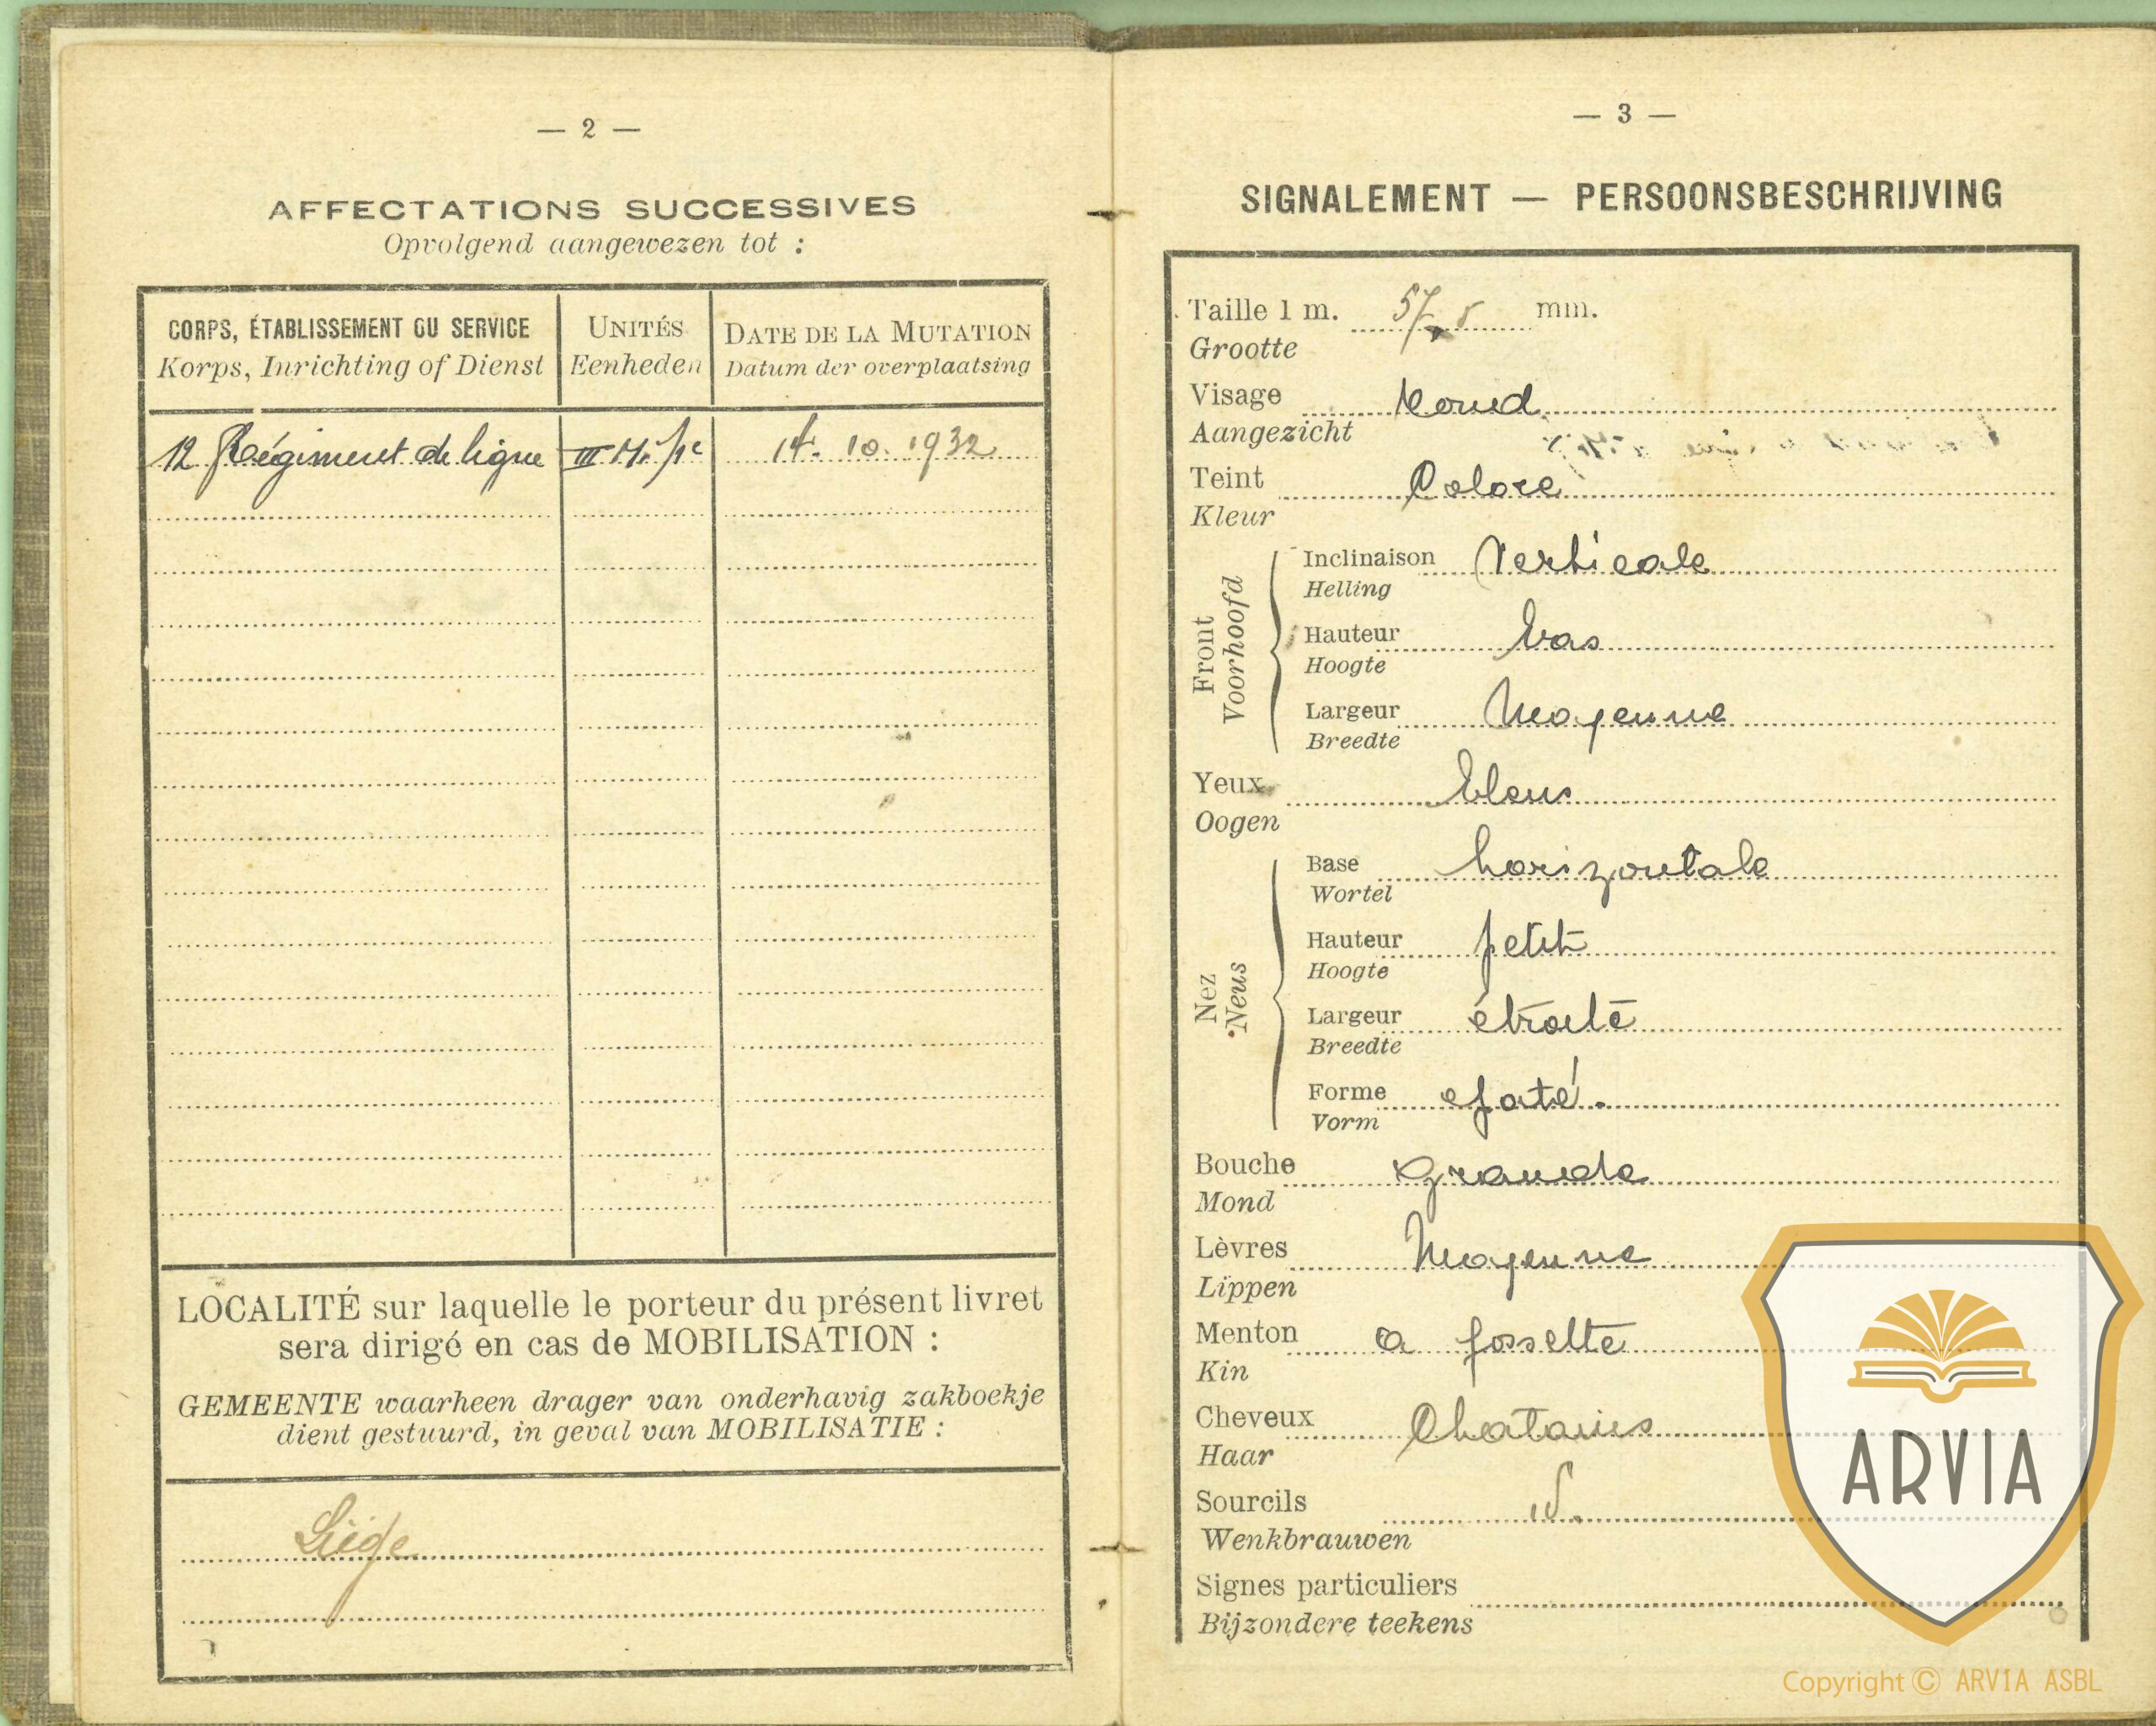 — 2 —
AFFECTATIONS SUCCESSIVES
Opvolgend aangewezen tot :
CORPS, ÉTABLISSEMENT OU SERVICE
Korps, Inrichting of Dienst
UNITÉS
Eenheden
DATE DE LA MUTATION
Datum der overplaatsing
12 Régiment de ligne III 14. 10. 1932
LOCALITÉ sur laquelle le porteur du présent livret
sera dirigé en cas de MOBILISATION :
GEMEENTE waarheen drager van onderhavig zakboekje
dient gestuurd, in geval van MOBILISATIE :
Liège
— 3 —
SIGNALEMENT — PERSOONSBESCHRIJVING
Taille 1 m. 57,5 mm.
Grootte
Visage rond
Aangezicht
Teint Coloré
Kleur
Front
Voorhoofd
Inclinaison Verticale
Helling
Hauteur bas
Hoogte
Largeur Moyenne
Breedte
Yeux bleus
Oogen
Nez
Neus
Base horizontale
Wortel
Hauteur petit
Hoogte
Largeur étroite
Breedte
Forme efaté.
Vorm
Bouche Grande
Mond
Lèvres Moyenne
Lippen
Menton a fossette
Kin
Cheveux Chatains
Haar
Sourcils id.
Wenkbrauwen
Signes particuliers
Bijzondere teekens
ARVIA
Copyright © ARVIA ASBL